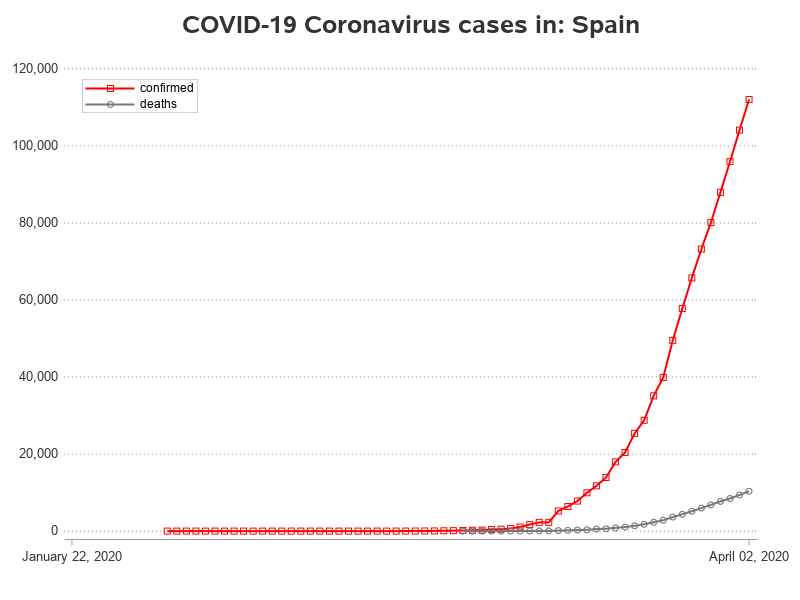 COVID-19 Coronavirus cases in: Spain
120,000
confirmed
deaths
100,000
80,000
60,000
40,000
20,000
0
January 22, 2020
April 02, 2020